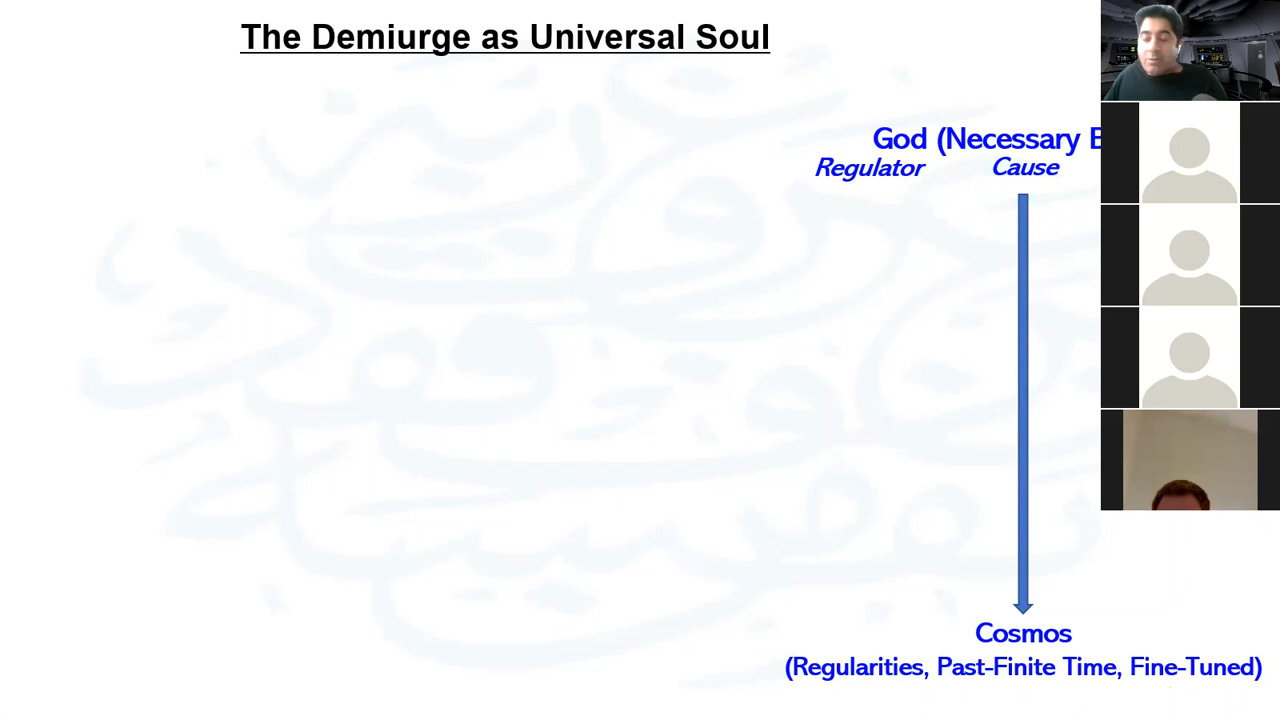 The Demiurge as Universal Soul
God (Necessary
Regulator Cause
Cosmos
(Regularities, Past-Finite Time, Fine-Tuned)